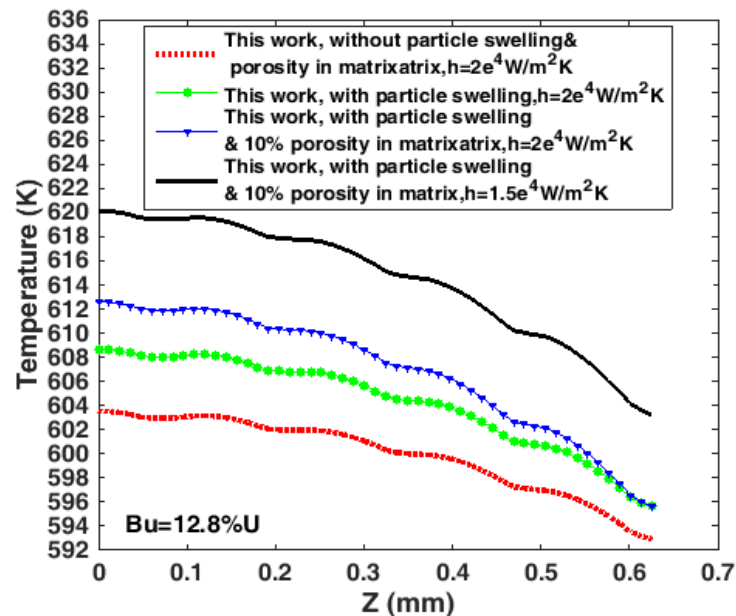 636
634
632
630
628
626
624
622
620
618
616
614
612
610
608
606
604
602
600
598
596
594
592
Temperature (K)
This work, without particle swelling&
porosity in matrixatrix,h=2e⁴W/m²K
This work, with particle swelling,h=2e⁴W/m²K
This work, with particle swelling
& 10% porosity in matrixatrix,h=2e⁴W/m²K
This work, with particle swelling
& 10% porosity in matrix,h=1.5e⁴W/m²K
Bu=12.8%U
0 0.1 0.2 0.3 0.4 0.5 0.6 0.7
Z (mm)